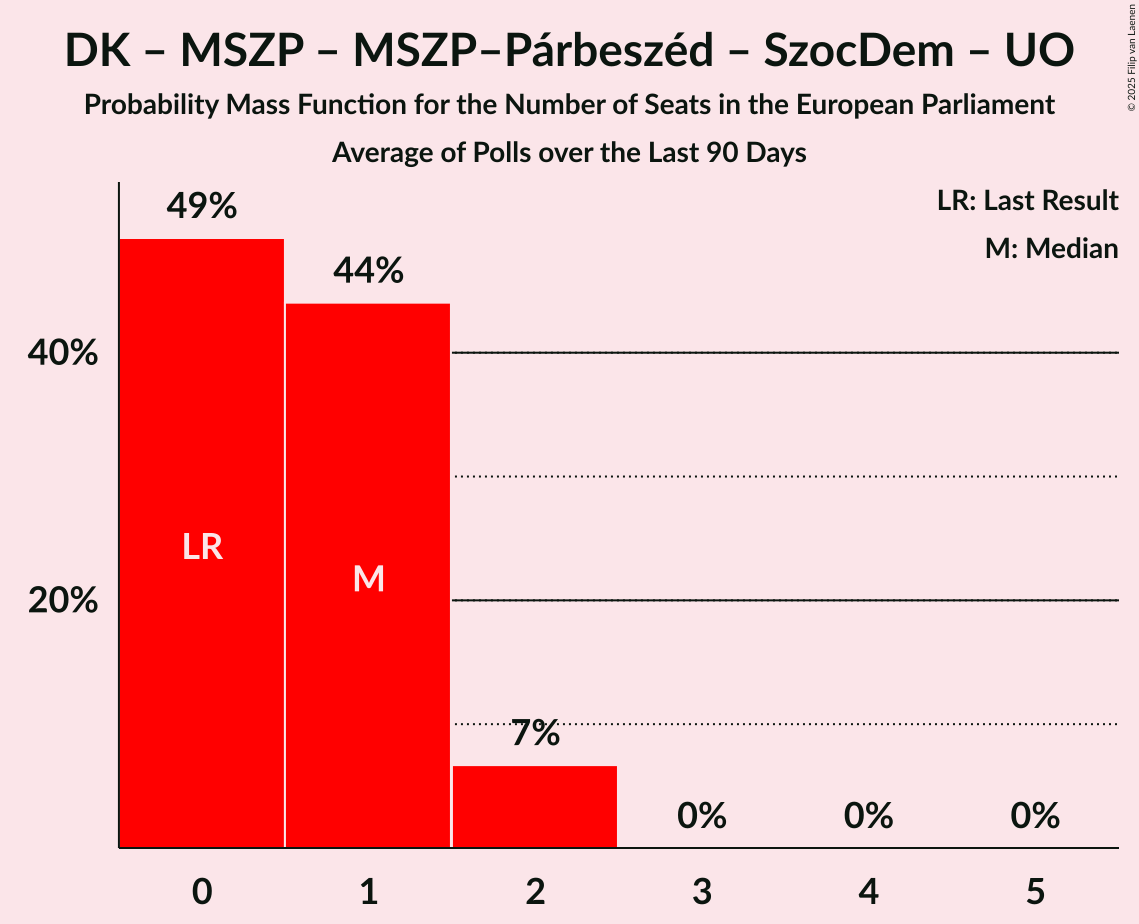 DK – MSZP – MSZP–Párbeszéd – SzocDem – UO
Probability Mass Function for the Number of Seats in the European Parliament
Average of Polls over the Last 90 Days
© 2025 Filip van Laenen
LR: Last Result
M: Median
49%
44%
40%
LR
M
20%
7%
0%
0%
0%
0
1
2
3
4
5